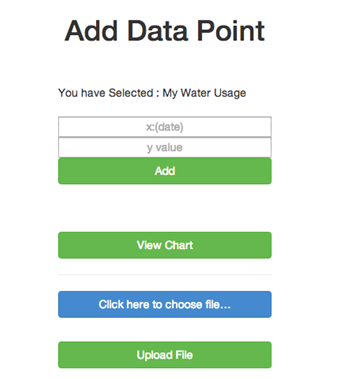 Add Data Point
You have Selected : My Water Usage
x:(date)
y value
Add
View Chart
Click here to choose file...
Upload File